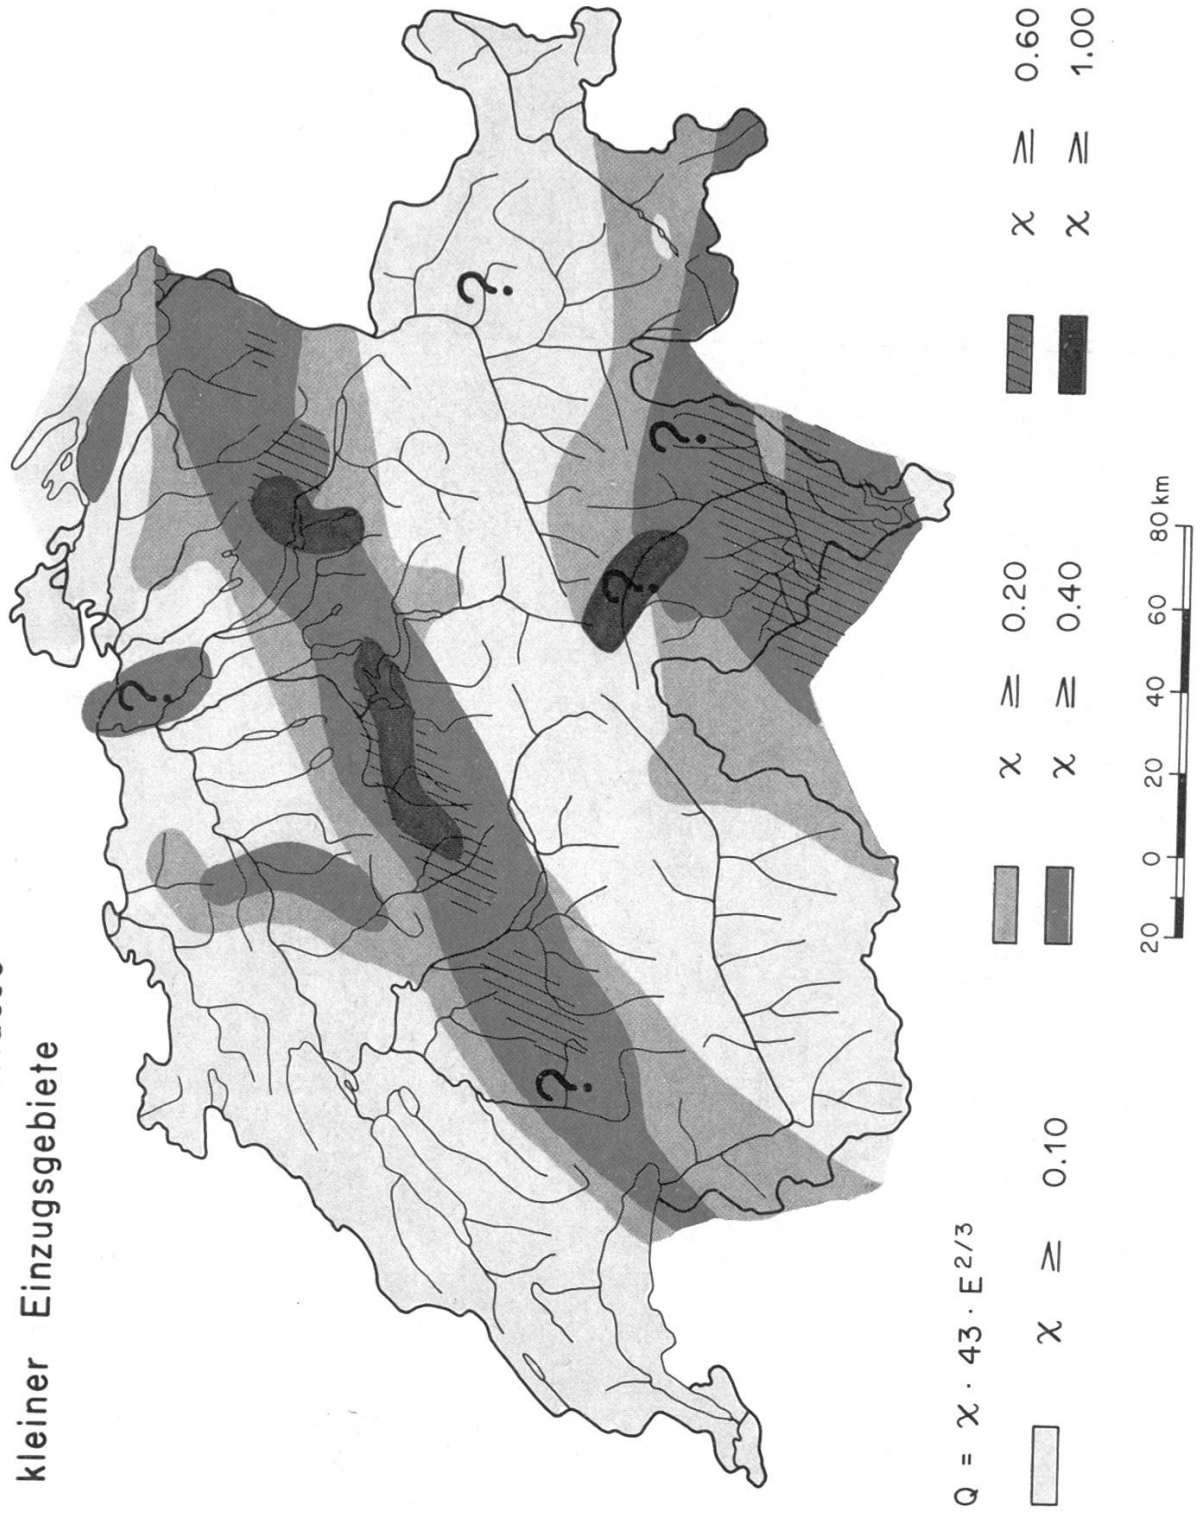 kleiner Einzugsgebiete
?
?
?
?
?
Q = χ · 43 · E 2/3
χ ≥ 0.10
χ ≥ 0.20
χ ≥ 0.40
χ ≥ 0.60
χ ≥ 1.00
20 0 20 40 60 80 km